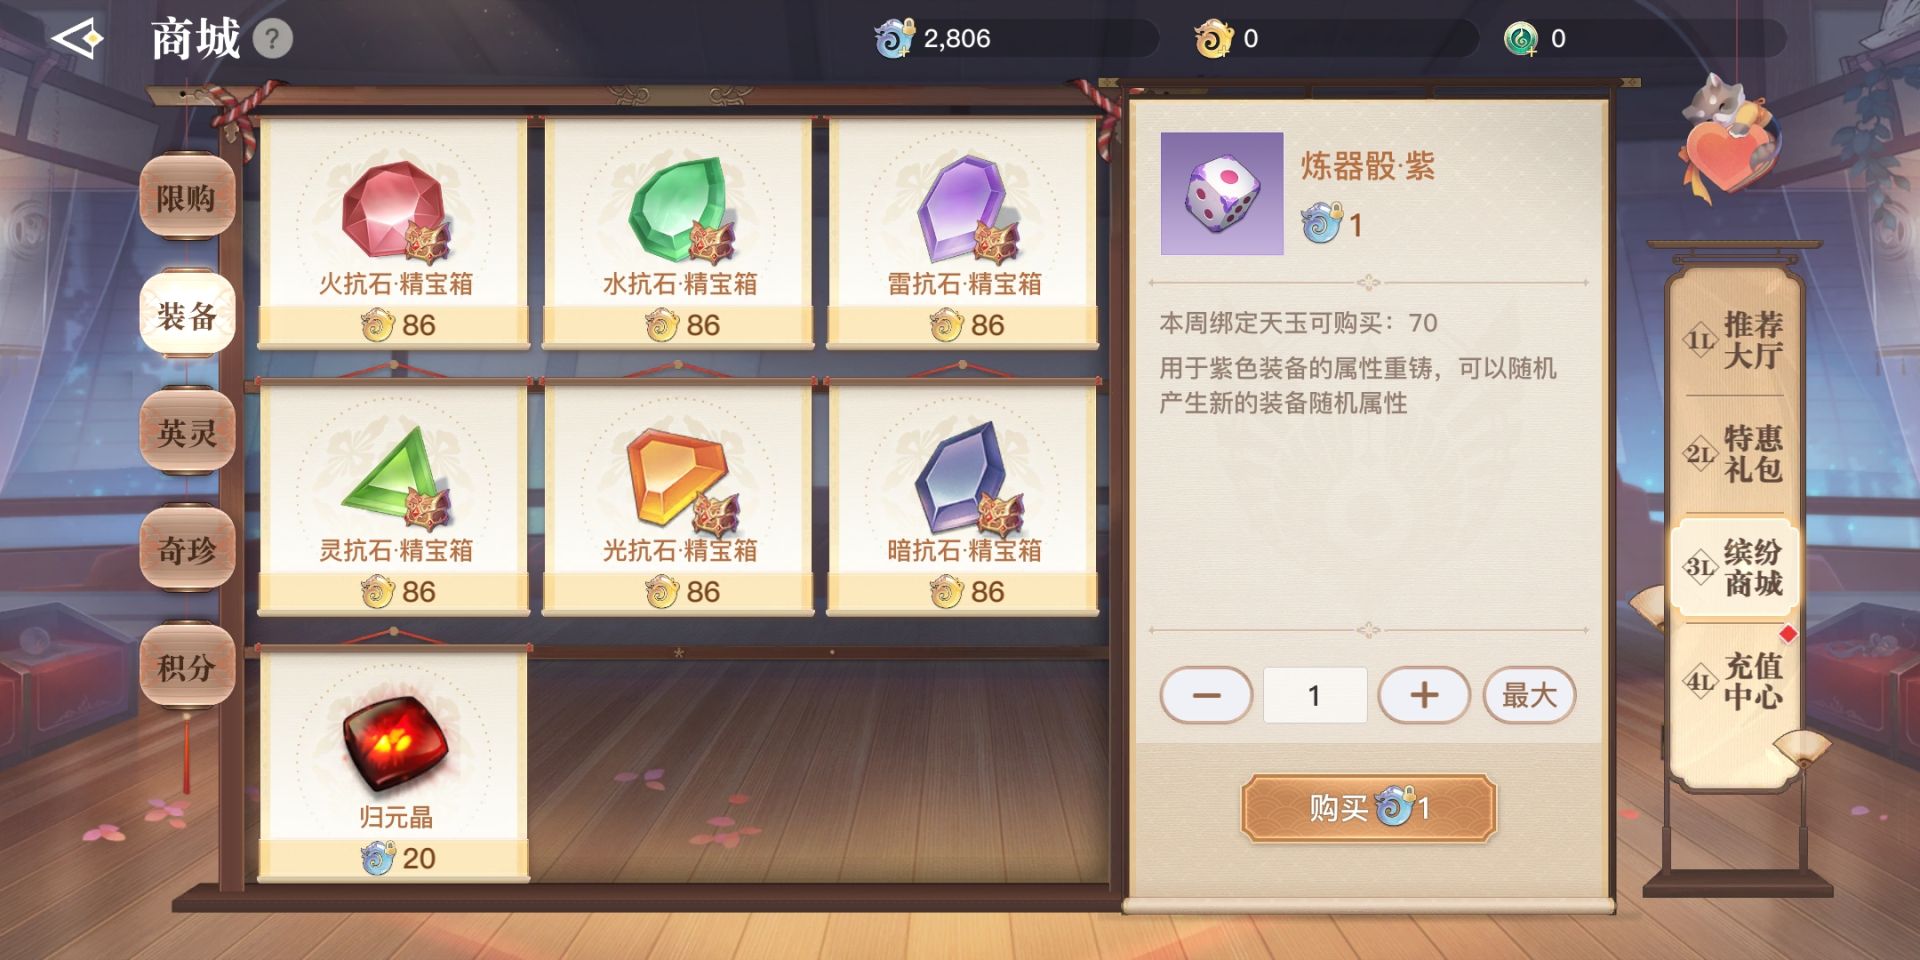 商城
?
2,806
0
0
限购
装备
英灵
奇珍
积分
火抗石·精宝箱
86
水抗石·精宝箱
86
雷抗石·精宝箱
86
灵抗石·精宝箱
86
光抗石·精宝箱
86
暗抗石·精宝箱
86
归元晶
20
炼器骰·紫
1
本周绑定天玉可购买：70
用于紫色装备的属性重铸，可以随机
产生新的装备随机属性
1
最大
购买1
1L
推荐
大厅
2L
特惠
礼包
3L
缤纷
商城
4L
充值
中心